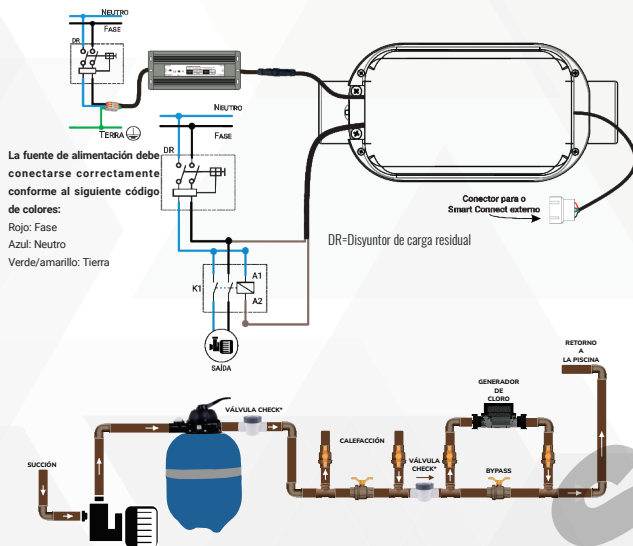 NEUTRO
FASE
DR
TERRA
NEUTRO
FASE
DR
La fuente de alimentación debe
conectarse correctamente
conforme al siguiente código
de colores:
Rojo: Fase
Azul: Neutro
Verde/amarillo: Tierra
Conector para o
Smart Connect externo
DR=Disyuntor de carga residual
K1
A1
A2
SAÍDA
RETORNO
A
LA PISCINA
GENERADOR
DE
CLORO
VÁLVULA CHECK*
CALEFACCIÓN
VÁLVULA
CHECK*
BYPASS
SUCCIÓN